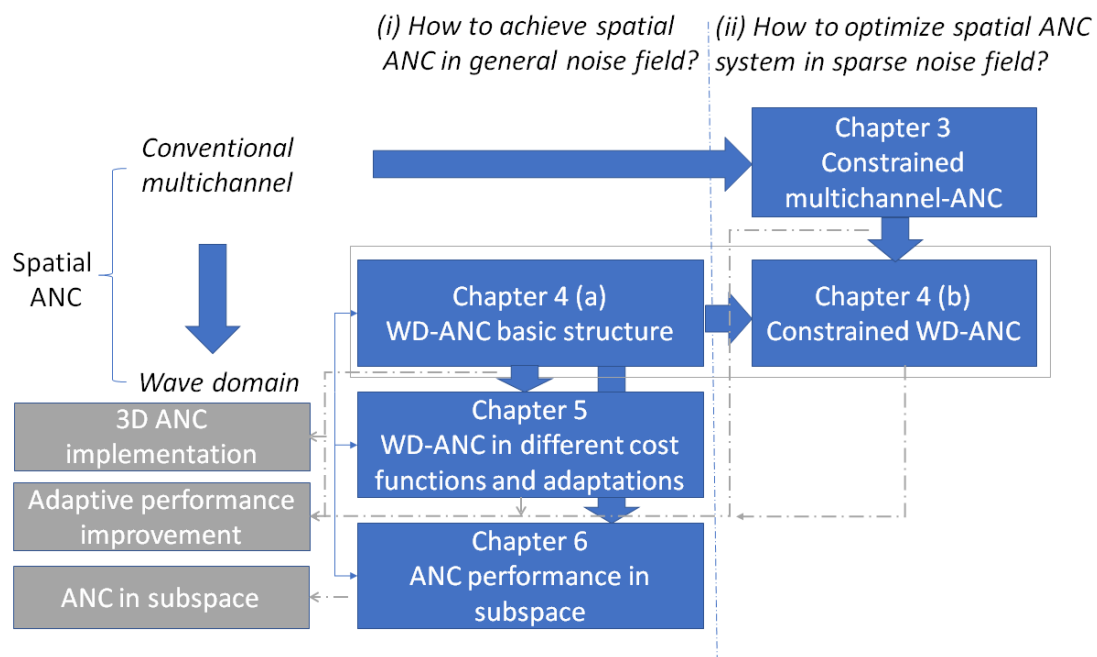 (i) How to achieve spatial
ANC in general noise field?
(ii) How to optimize spatial ANC
system in sparse noise field?
Conventional
multichannel
Chapter 3
Constrained
multichannel-ANC
Spatial
ANC
Chapter 4 (a)
WD-ANC basic structure
Chapter 4 (b)
Constrained WD-ANC
Wave domain
3D ANC
implementation
Chapter 5
WD-ANC in different cost
functions and adaptations
Adaptive performance
improvement
Chapter 6
ANC performance in
subspace
ANC in subspace